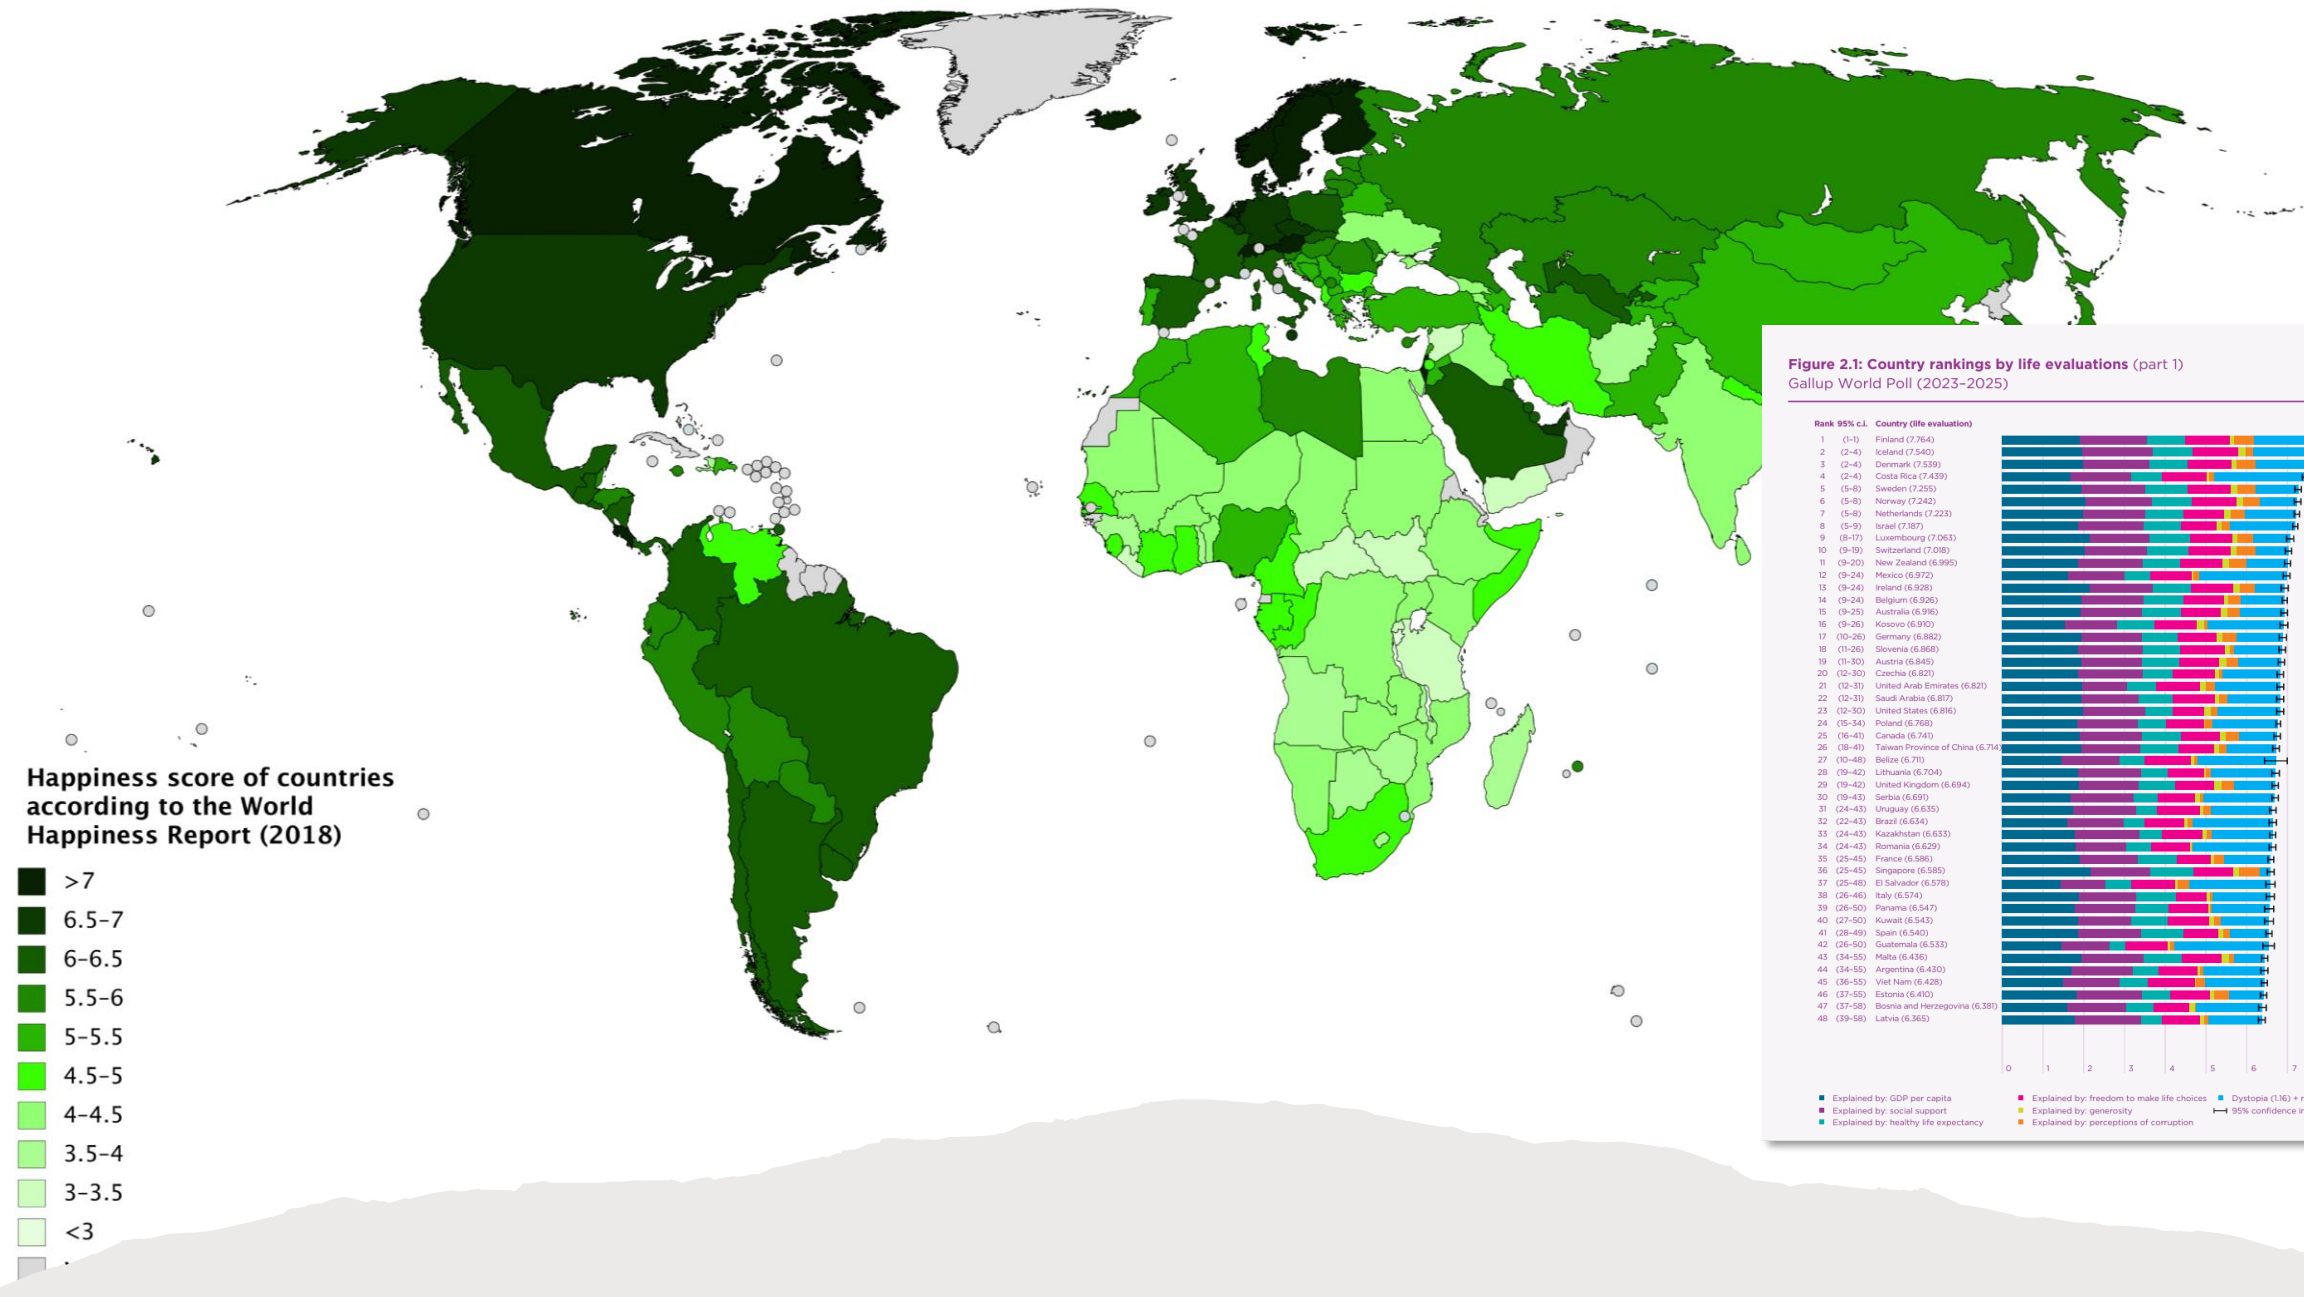 Happiness score of countries
according to the World
Happiness Report (2018)
>7
6.5–7
6–6.5
5.5–6
5–5.5
4.5–5
4–4.5
3.5–4
3–3.5
<3
Figure 2.1: Country rankings by life evaluations (part 1)
Gallup World Poll (2023–2025)
Rank 95% c.i. Country (life evaluation)
1 (1–1) Finland (7.764)
2 (2–4) Iceland (7.540)
3 (2–4) Denmark (7.539)
4 (2–4) Costa Rica (7.439)
5 (5–8) Sweden (7.255)
6 (5–8) Norway (7.242)
7 (5–8) Netherlands (7.223)
8 (5–9) Israel (7.187)
9 (8–17) Luxembourg (7.063)
10 (9–19) Switzerland (7.018)
11 (9–20) New Zealand (6.995)
12 (9–24) Mexico (6.972)
13 (9–24) Ireland (6.928)
14 (9–24) Belgium (6.926)
15 (9–25) Australia (6.916)
16 (9–26) Kosovo (6.910)
17 (10–26) Germany (6.882)
18 (11–26) Slovenia (6.868)
19 (11–30) Austria (6.845)
20 (12–30) Czechia (6.821)
21 (12–31) United Arab Emirates (6.821)
22 (12–31) Saudi Arabia (6.817)
23 (12–30) United States (6.816)
24 (15–34) Poland (6.768)
25 (16–41) Canada (6.741)
26 (18–41) Taiwan Province of China (6.714)
27 (10–48) Belize (6.711)
28 (19–42) Lithuania (6.704)
29 (19–42) United Kingdom (6.694)
30 (19–43) Serbia (6.691)
31 (24–43) Uruguay (6.635)
32 (22–43) Brazil (6.634)
33 (24–43) Kazakhstan (6.633)
34 (24–43) Romania (6.629)
35 (25–45) France (6.586)
36 (25–45) Singapore (6.585)
37 (25–48) El Salvador (6.578)
38 (26–46) Italy (6.574)
39 (26–50) Panama (6.547)
40 (27–50) Kuwait (6.543)
41 (28–49) Spain (6.540)
42 (26–50) Guatemala (6.533)
43 (34–55) Malta (6.436)
44 (34–55) Argentina (6.430)
45 (36–55) Viet Nam (6.428)
46 (37–55) Estonia (6.410)
47 (37–58) Bosnia and Herzegovina (6.381)
48 (39–58) Latvia (6.365)
0 1 2 3 4 5 6 7
Explained by: GDP per capita
Explained by: social support
Explained by: healthy life expectancy
Explained by: freedom to make life choices
Explained by: generosity
Explained by: perceptions of corruption
Dystopia (1.16) +
95% confidence